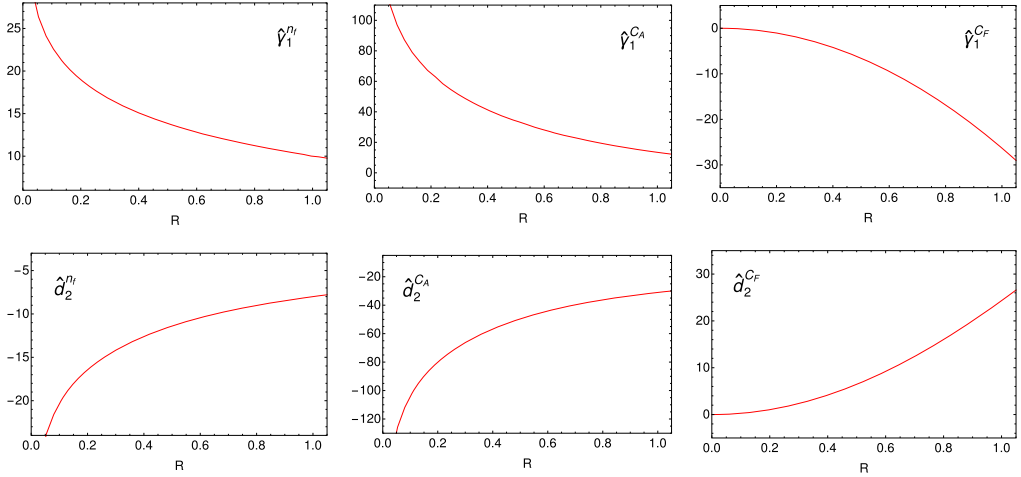 γ̂₁^{n_f}
25
20
15
10
0.0 0.2 0.4 0.6 0.8 1.0
R
γ̂₁^{C_A}
100
80
60
40
20
0
0.0 0.2 0.4 0.6 0.8 1.0
R
γ̂₁^{C_F}
0
−10
−20
−30
0.0 0.2 0.4 0.6 0.8 1.0
R
d̂₂^{n_f}
−5
−10
−15
−20
0.0 0.2 0.4 0.6 0.8 1.0
R
d̂₂^{C_A}
−20
−40
−60
−80
−100
−120
0.0 0.2 0.4 0.6 0.8 1.0
R
d̂₂^{C_F}
30
20
10
0
0.0 0.2 0.4 0.6 0.8 1.0
R